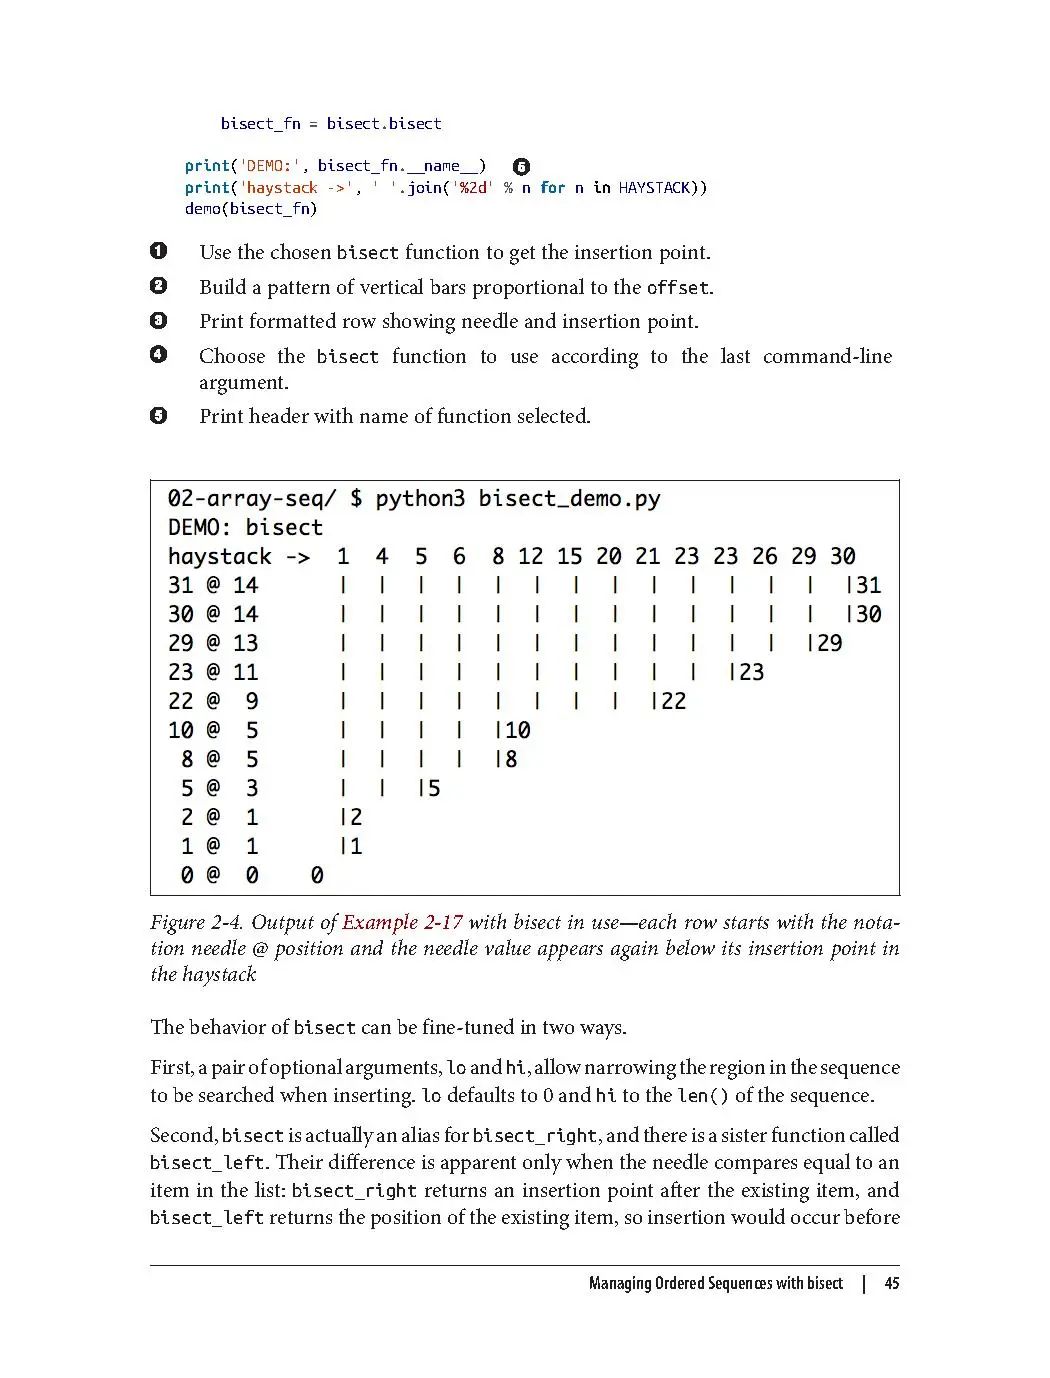 bisect_fn = bisect.bisect
print('DEMO:', bisect_fn.__name__) ❺
print('haystack ->', ' '.join('%2d' % n for n in HAYSTACK))
demo(bisect_fn)
❶ Use the chosen bisect function to get the insertion point.
❷ Build a pattern of vertical bars proportional to the offset.
❸ Print formatted row showing needle and insertion point.
❹ Choose the bisect function to use according to the last command-line
argument.
❺ Print header with name of function selected.
02-array-seq/ $ python3 bisect_demo.py
DEMO: bisect
haystack ->  1  4  5  6  8 12 15 20 21 23 23 26 29 30
31 @ 14      |  |  |  |  |  |  |  |  |  |  |  |  |  |31
30 @ 14      |  |  |  |  |  |  |  |  |  |  |  |  |  |30
29 @ 13      |  |  |  |  |  |  |  |  |  |  |  |  |29
23 @ 11      |  |  |  |  |  |  |  |  |  |  |23
22 @  9      |  |  |  |  |  |  |  |  |22
10 @  5      |  |  |  |  |10
 8 @  5      |  |  |  |  |8
 5 @  3      |  |  |5
 2 @  1      |2
 1 @  1      |1
 0 @  0    0
Figure 2-4. Output of Example 2-17 with bisect in use—each row starts with the nota-
tion needle @ position and the needle value appears again below its insertion point in
the haystack
The behavior of bisect can be fine-tuned in two ways.
First, a pair of optional arguments, lo and hi, allow narrowing the region in the sequence
to be searched when inserting. lo defaults to 0 and hi to the len() of the sequence.
Second, bisect is actually an alias for bisect_right, and there is a sister function called
bisect_left. Their difference is apparent only when the needle compares equal to an
item in the list: bisect_right returns an insertion point after the existing item, and
bisect_left returns the position of the existing item, so insertion would occur before
Managing Ordered Sequences with bisect | 45